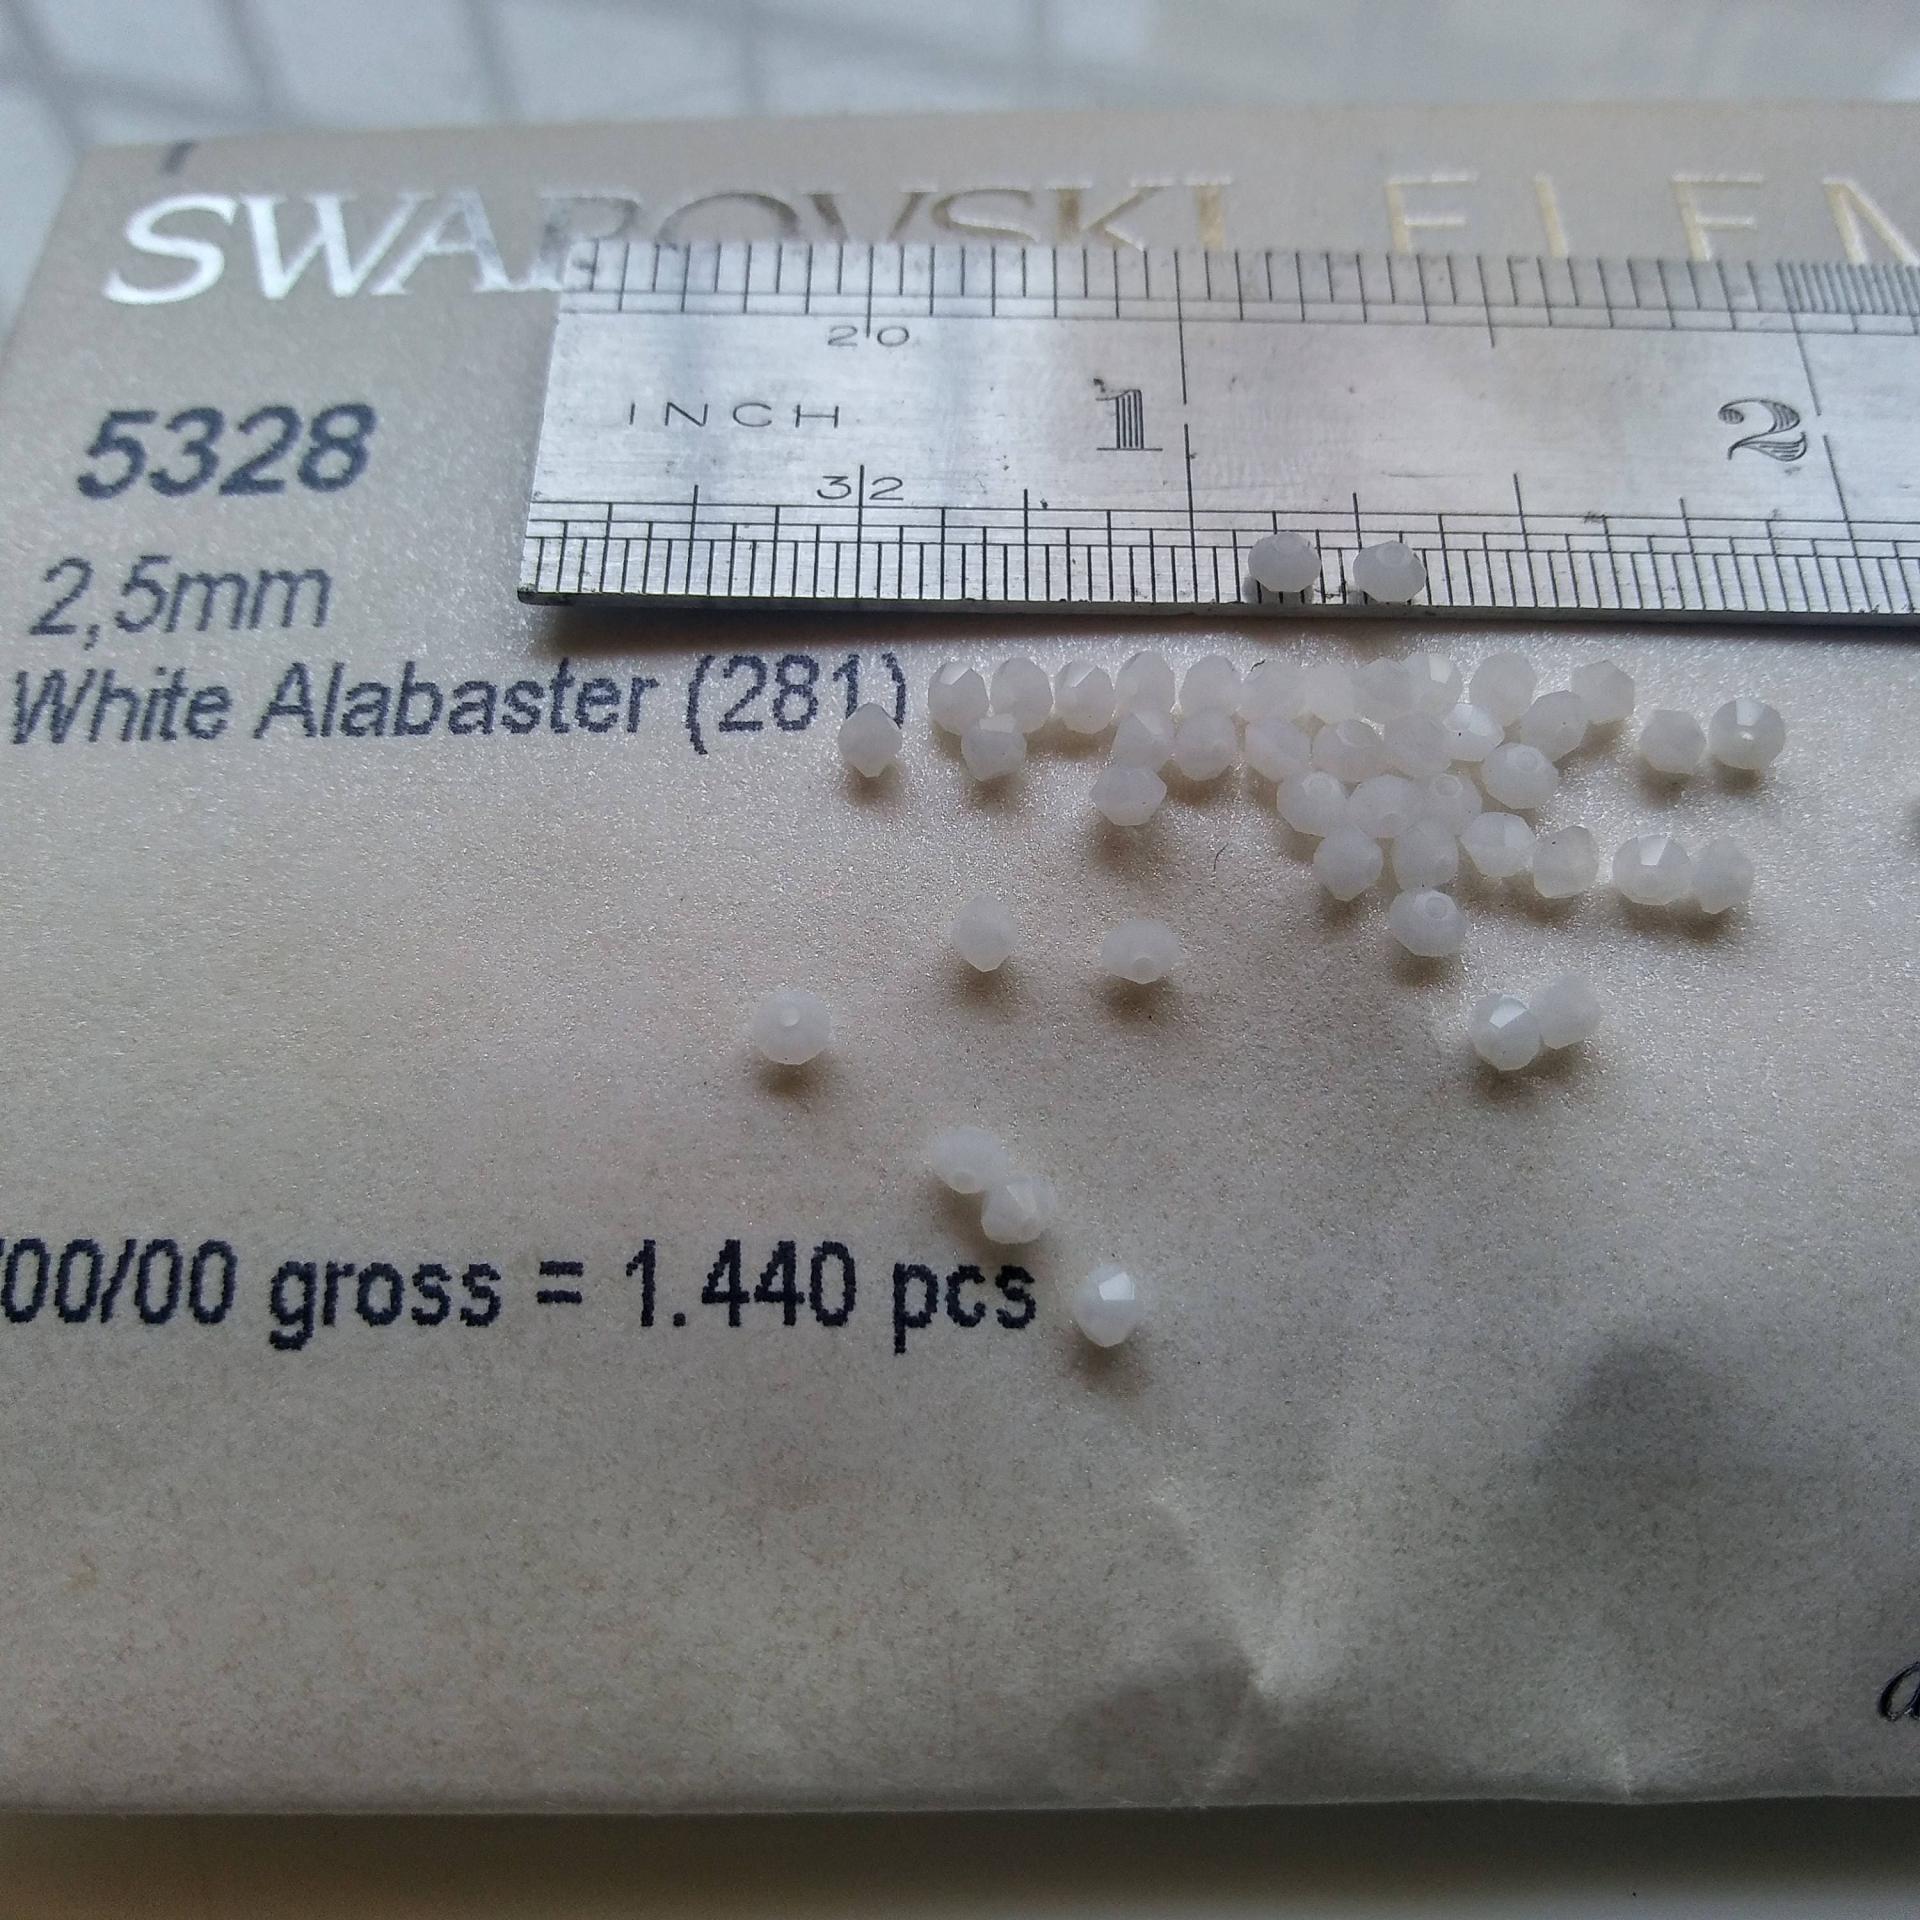 SWAROVSKI ELEM
20
INCH
1
2
32
5328
2,5mm
White Alabaster (281)
00/00 gross = 1.440 pcs